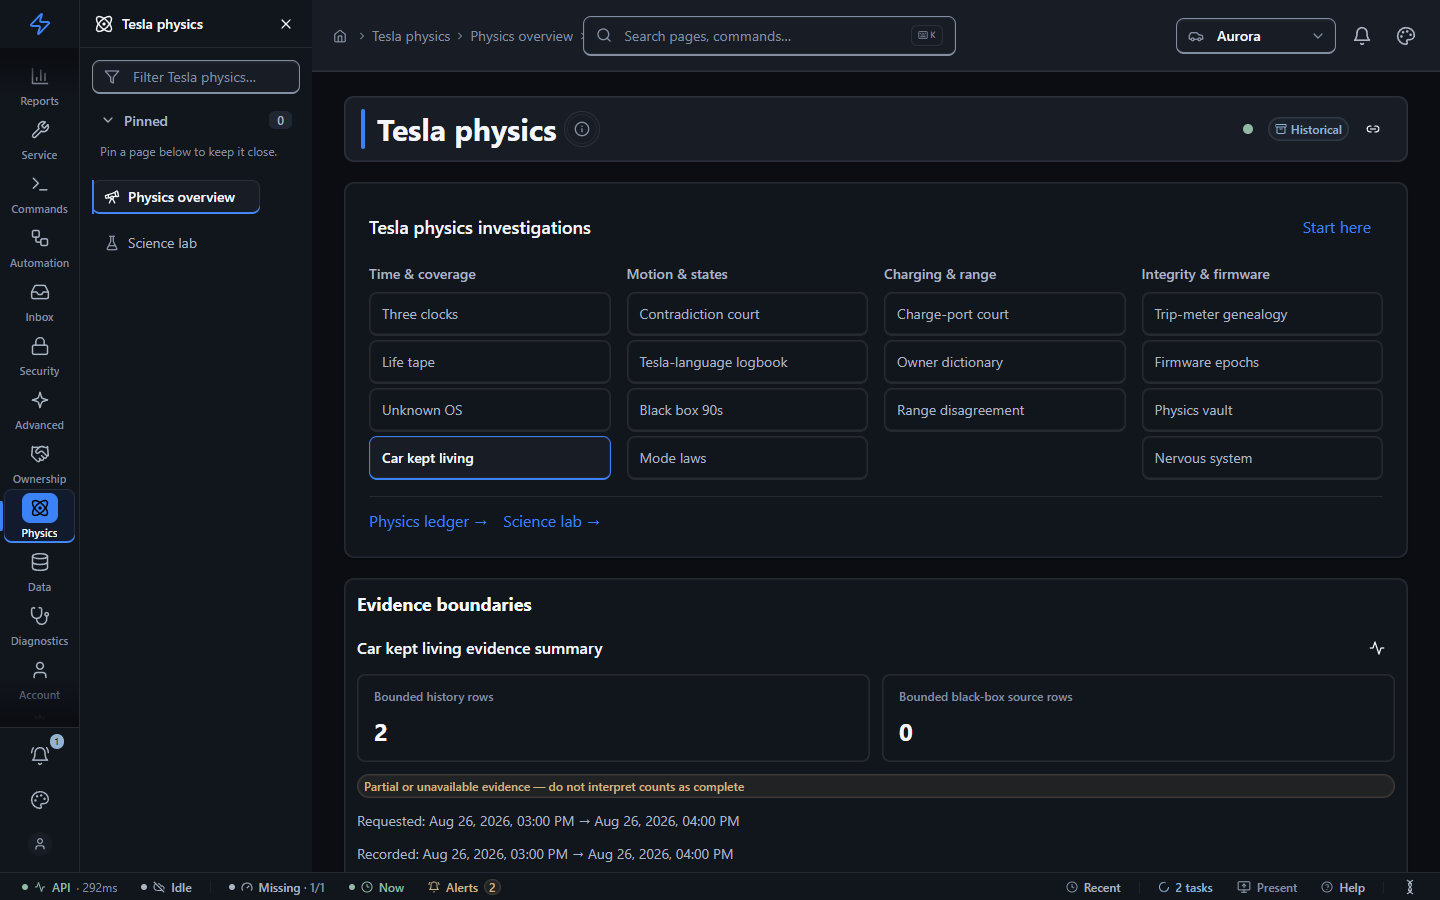 Tesla physics
Tesla physics
Physics overview
Search pages, commands...
K
Aurora
Reports
Service
Commands
Automation
Inbox
Security
Advanced
Ownership
Physics
Data
Diagnostics
Account
1
Filter Tesla physics...
Pinned
0
Pin a page below to keep it close.
Physics overview
Science lab
Tesla physics
Historical
Tesla physics investigations
Start here
Time & coverage
Three clocks
Life tape
Unknown OS
Car kept living
Motion & states
Contradiction court
Tesla-language logbook
Black box 90s
Mode laws
Charging & range
Charge-port court
Owner dictionary
Range disagreement
Integrity & firmware
Trip-meter genealogy
Firmware epochs
Physics vault
Nervous system
Physics ledger →
Science lab →
Evidence boundaries
Car kept living evidence summary
Bounded history rows
2
Bounded black-box source rows
0
Partial or unavailable evidence — do not interpret counts as complete
Requested: Aug 26, 2026, 03:00 PM → Aug 26, 2026, 04:00 PM
Recorded: Aug 26, 2026, 03:00 PM → Aug 26, 2026, 04:00 PM
API · 292ms
Idle
Missing · 1/1
Now
Alerts 2
Recent
2 tasks
Present
Help